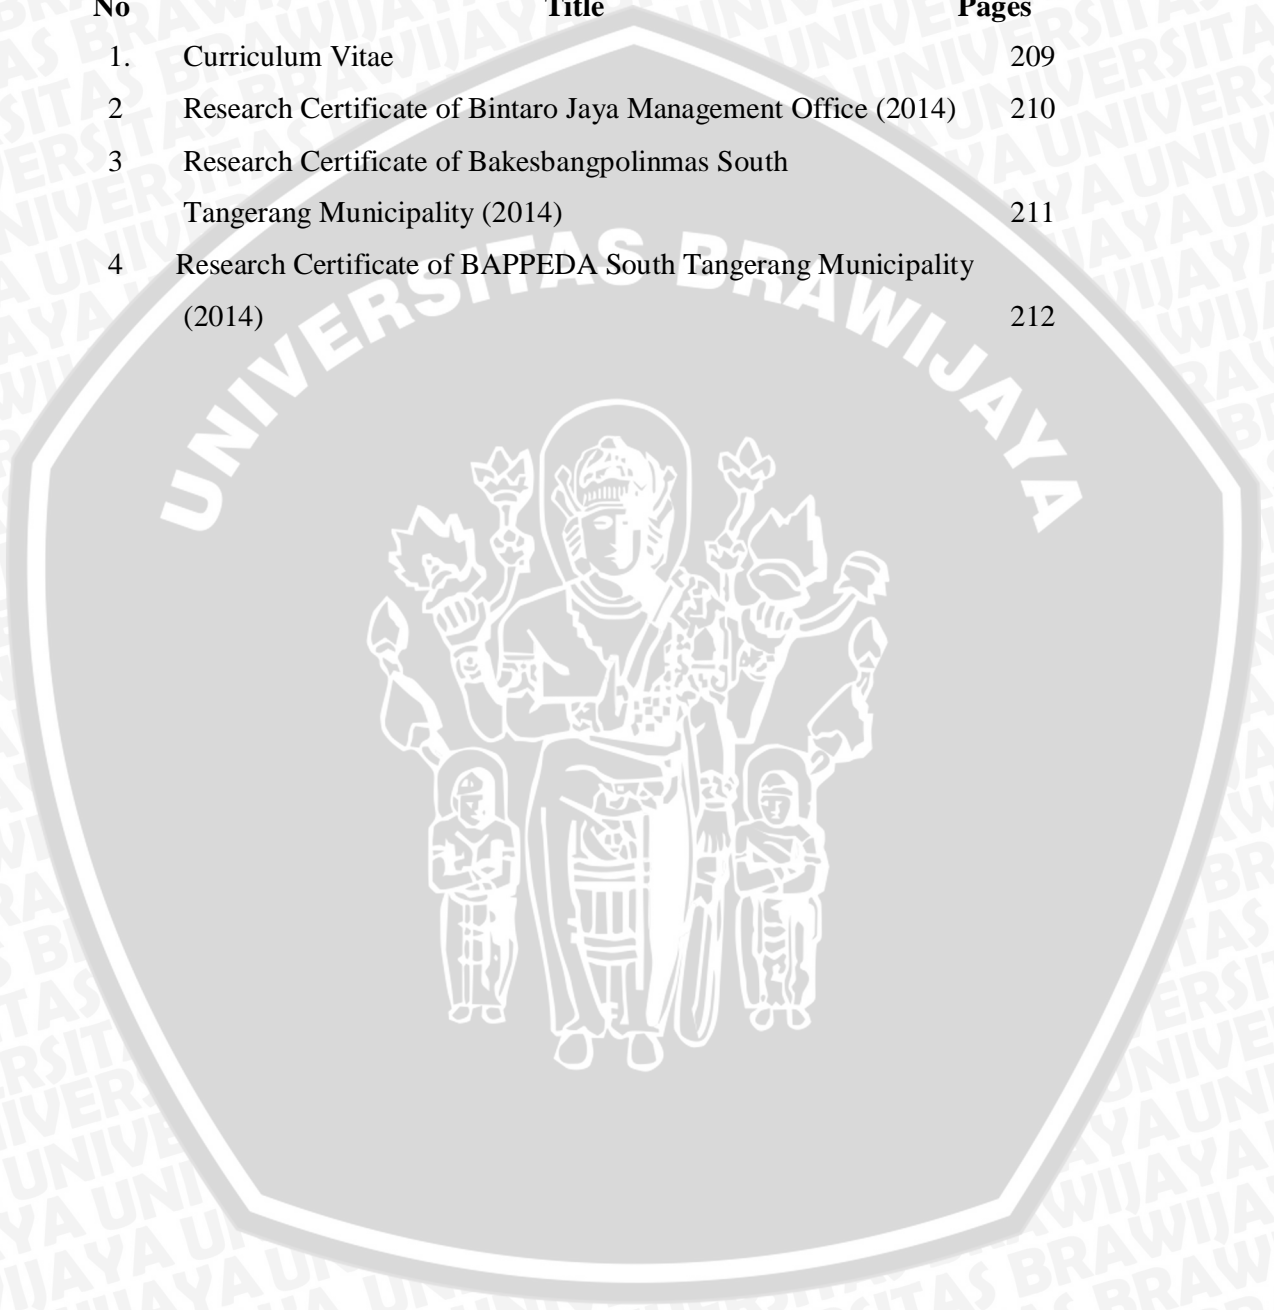 No Title Pages
1. Curriculum Vitae 209
2 Research Certificate of Bintaro Jaya Management Office (2014) 210
3 Research Certificate of Bakesbangpolinmas South
Tangerang Municipality (2014) 211
4 Research Certificate of BAPPEDA South Tangerang Municipality
(2014) 212
UNIVERSITAS BRAWIJAYA